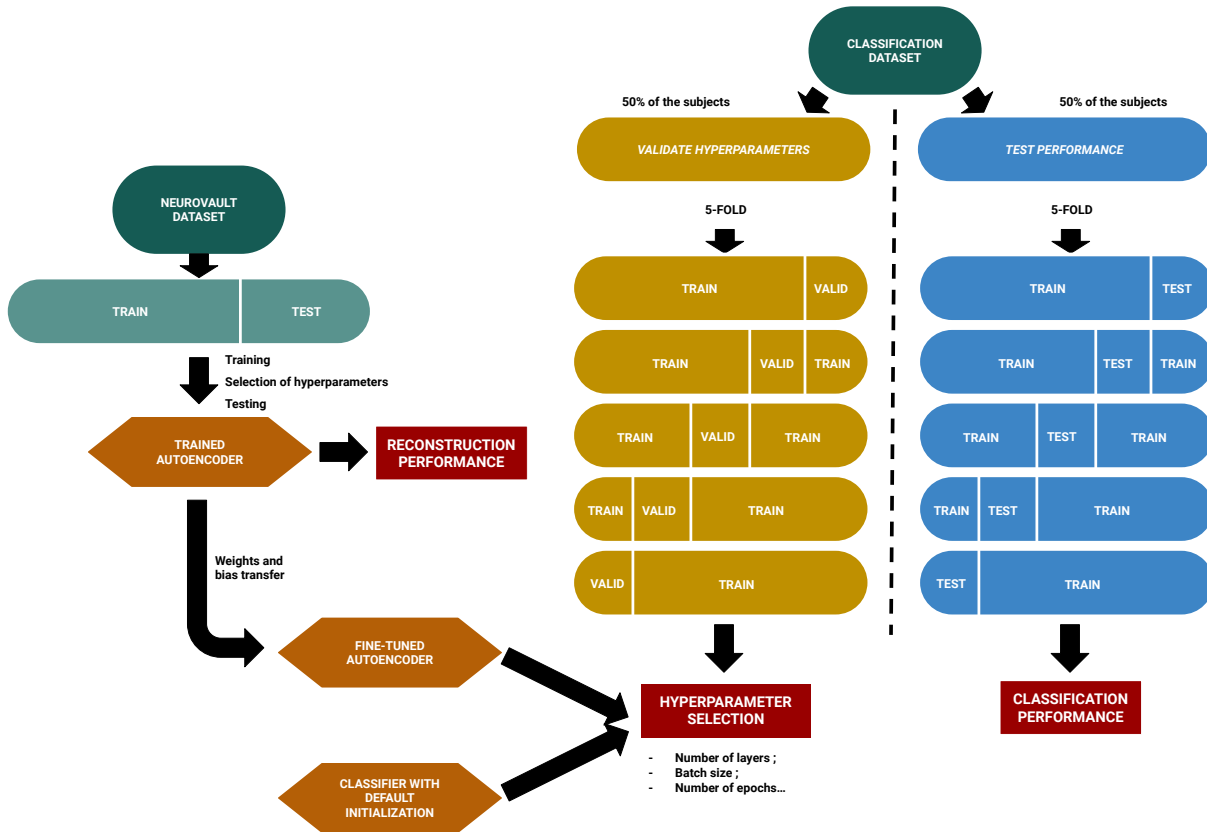 CLASSIFICATION
DATASET
50% of the subjects
50% of the subjects
VALIDATE HYPERPARAMETERS
TEST PERFORMANCE
NEUROVAULT
DATASET
5-FOLD
5-FOLD
TRAIN
TEST
TRAIN VALID
TRAIN TEST
TRAIN VALID TRAIN
TRAIN TEST TRAIN
TRAIN VALID TRAIN
TRAIN TEST TRAIN
TRAIN VALID TRAIN
TRAIN TEST TRAIN
VALID TRAIN
TEST TRAIN
Training
Selection of hyperparameters
Testing
TRAINED
AUTOENCODER
RECONSTRUCTION
PERFORMANCE
Weights and
bias transfer
FINE-TUNED
AUTOENCODER
CLASSIFIER WITH
DEFAULT
INITIALIZATION
HYPERPARAMETER
SELECTION
- Number of layers ;
- Batch size ;
- Number of epochs...
CLASSIFICATION
PERFORMANCE